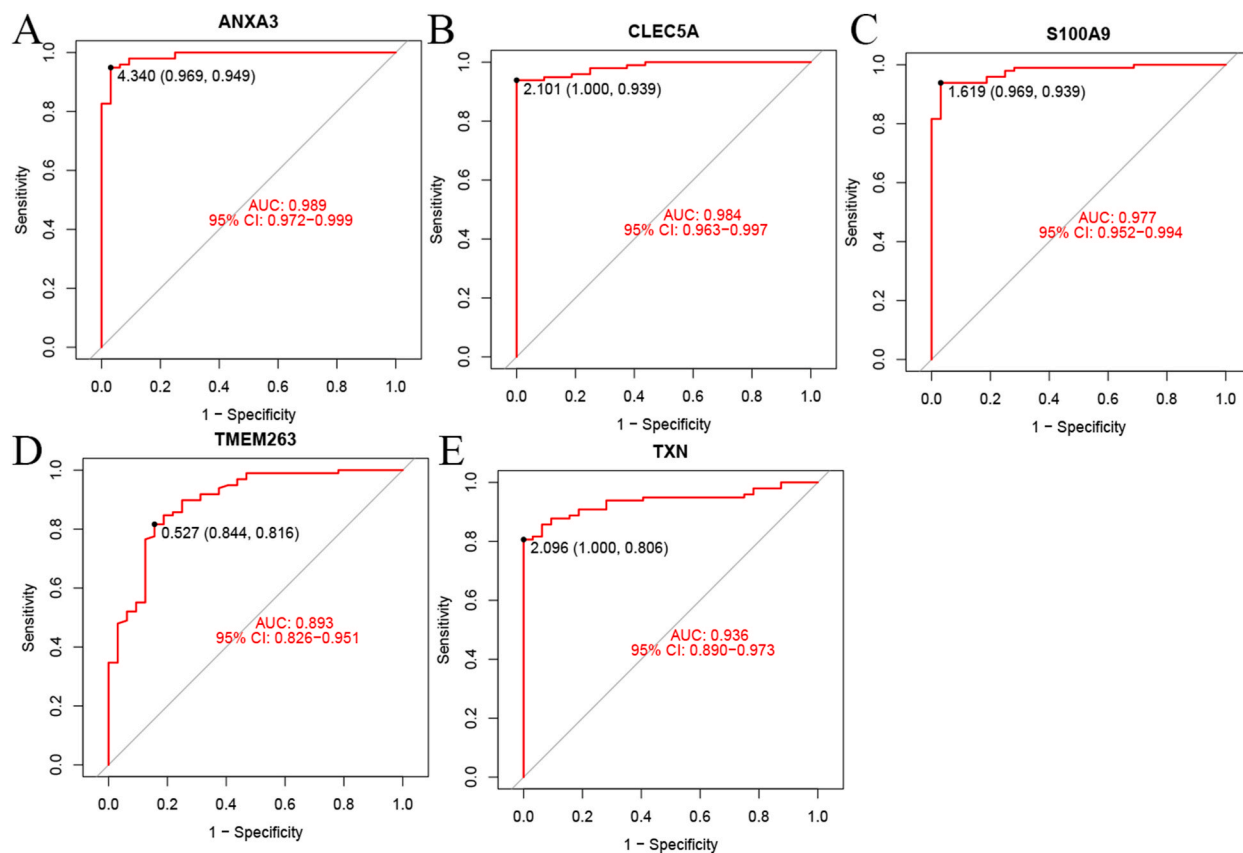 A
ANXA3
Sensitivity
0.0 0.2 0.4 0.6 0.8 1.0
4.340 (0.969, 0.949)
AUC: 0.989
95% CI: 0.972−0.999
0.0 0.2 0.4 0.6 0.8 1.0
1 − Specificity
B
CLEC5A
Sensitivity
0.0 0.2 0.4 0.6 0.8 1.0
2.101 (1.000, 0.939)
AUC: 0.984
95% CI: 0.963−0.997
0.0 0.2 0.4 0.6 0.8 1.0
1 − Specificity
C
S100A9
Sensitivity
0.0 0.2 0.4 0.6 0.8 1.0
1.619 (0.969, 0.939)
AUC: 0.977
95% CI: 0.952−0.994
0.0 0.2 0.4 0.6 0.8 1.0
1 − Specificity
D
TMEM263
Sensitivity
0.0 0.2 0.4 0.6 0.8 1.0
0.527 (0.844, 0.816)
AUC: 0.893
95% CI: 0.826−0.951
0.0 0.2 0.4 0.6 0.8 1.0
1 − Specificity
E
TXN
Sensitivity
0.0 0.2 0.4 0.6 0.8 1.0
2.096 (1.000, 0.806)
AUC: 0.936
95% CI: 0.890−0.973
0.0 0.2 0.4 0.6 0.8 1.0
1 − Specificity